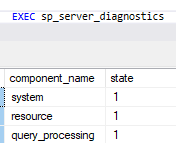 EXEC sp_server_diagnostics
component_name state
system 1
resource 1
query_processing 1